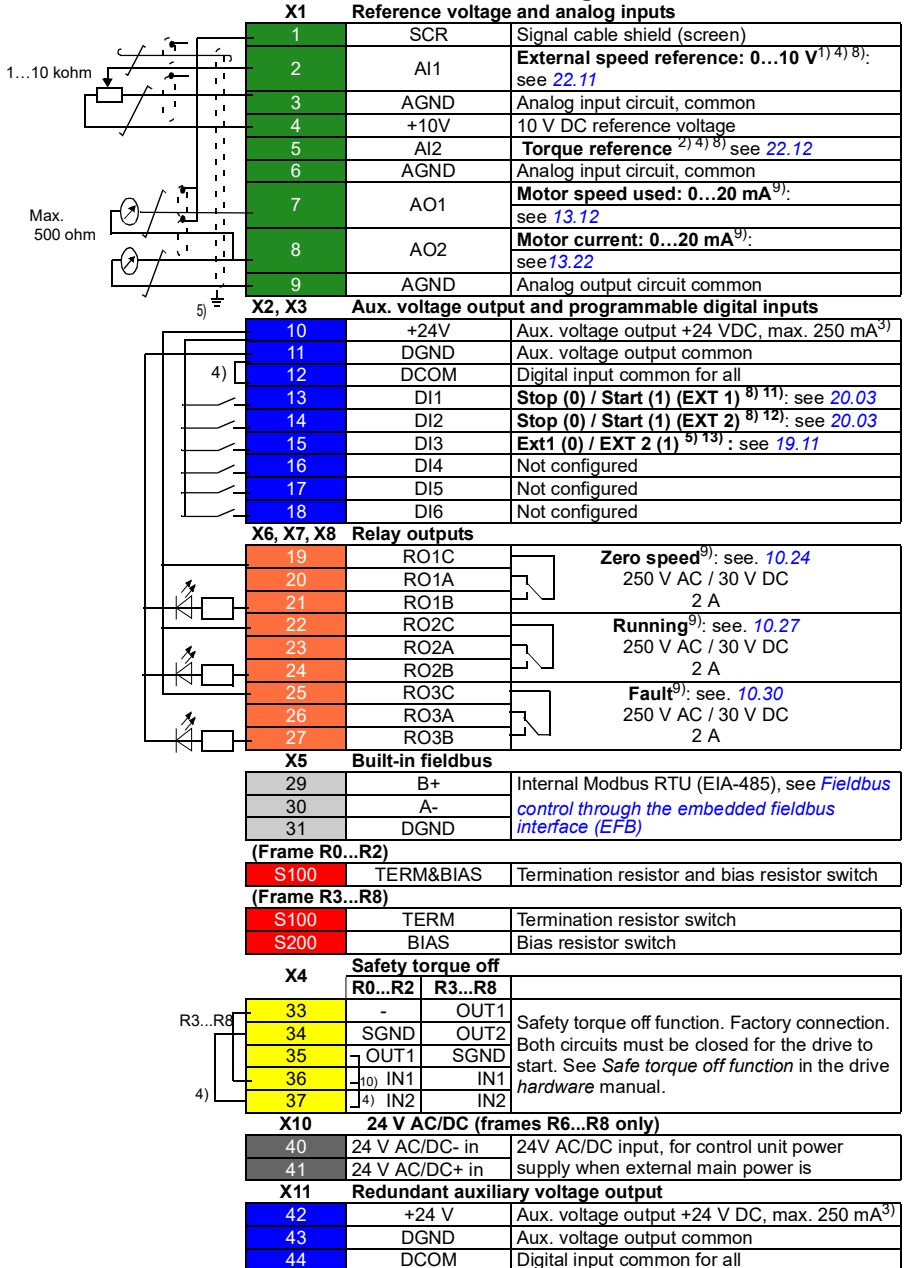 X1 Reference voltage and analog inputs
1 SCR Signal cable shield (screen)
1…10 kohm
2 AI1 External speed reference: 0…10 V1) 4) 8):
see 22.11
3 AGND Analog input circuit, common
4 +10V 10 V DC reference voltage
5 AI2 Torque reference 2) 4) 8) see 22.12
6 AGND Analog input circuit, common
Max.
500 ohm
7 AO1 Motor speed used: 0…20 mA9):
see 13.12
8 AO2 Motor current: 0…20 mA9):
see13.22
9 AGND Analog output circuit common
5)
X2, X3 Aux. voltage output and programmable digital inputs
10 +24V Aux. voltage output +24 VDC, max. 250 mA3)
11 DGND Aux. voltage output common
4)
12 DCOM Digital input common for all
13 DI1 Stop (0) / Start (1) (EXT 1) 8) 11): see 20.03
14 DI2 Stop (0) / Start (1) (EXT 2) 8) 12): see 20.03
15 DI3 Ext1 (0) / EXT 2 (1) 5) 13) : see 19.11
16 DI4 Not configured
17 DI5 Not configured
18 DI6 Not configured
X6, X7, X8 Relay outputs
19 RO1C Zero speed9): see. 10.24
20 RO1A 250 V AC / 30 V DC
21 RO1B 2 A
22 RO2C Running9): see. 10.27
23 RO2A 250 V AC / 30 V DC
24 RO2B 2 A
25 RO3C Fault9): see. 10.30
26 RO3A 250 V AC / 30 V DC
27 RO3B 2 A
X5 Built-in fieldbus
29 B+ Internal Modbus RTU (EIA-485), see Fieldbus
30 A- control through the embedded fieldbus
31 DGND interface (EFB)
(Frame R0...R2)
S100 TERM&BIAS Termination resistor and bias resistor switch
(Frame R3...R8)
S100 TERM Termination resistor switch
S200 BIAS Bias resistor switch
X4 Safety torque off
R0...R2 R3...R8
R3...R8
4)
33 - OUT1
34 SGND OUT2
35 OUT1 SGND
36 10) IN1 IN1
37 4) IN2 IN2
Safety torque off function. Factory connection.
Both circuits must be closed for the drive to
start. See Safe torque off function in the drive
hardware manual.
X10 24 V AC/DC (frames R6...R8 only)
40 24 V AC/DC- in 24V AC/DC input, for control unit power
41 24 V AC/DC+ in supply when external main power is
X11 Redundant auxiliary voltage output
42 +24 V Aux. voltage output +24 V DC, max. 250 mA3)
43 DGND Aux. voltage output common
44 DCOM Digital input common for all